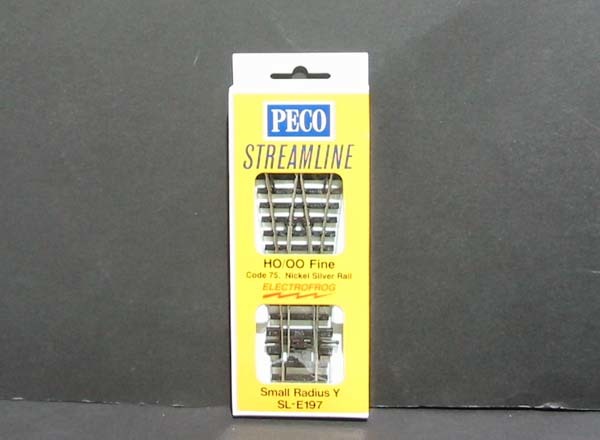 PECO
STREAMLINE
HO/OO Fine
Code 75, Nickel Silver Rail
ELECTROFROG
Small Radius Y
SL-E197